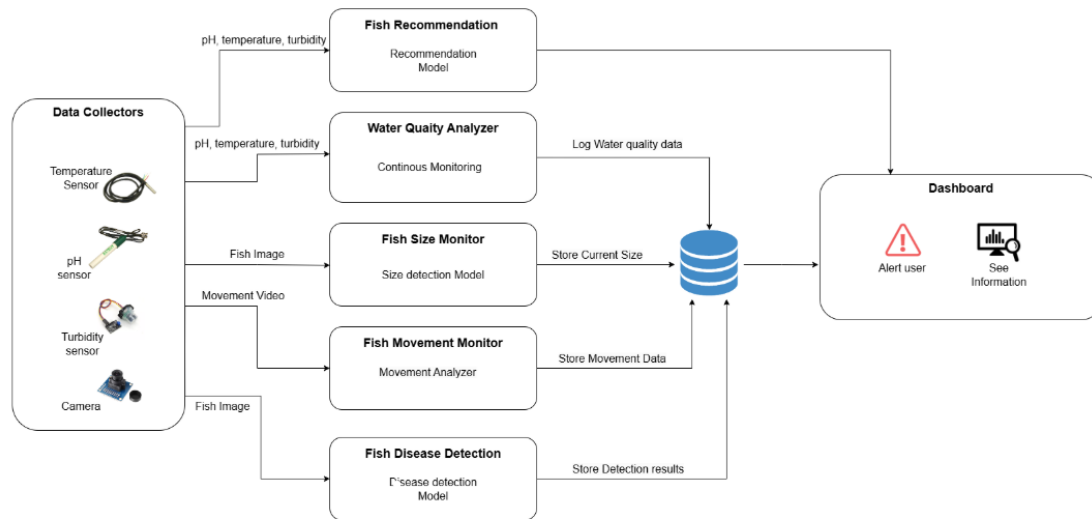 Fish Recommendation
Recommendation
Model
pH, temperature, turbidity
Data Collectors
Temperature
Sensor
pH
sensor
Turbidity
sensor
Camera
pH, temperature, turbidity
Water Quaity Analyzer
Continous Monitoring
Log Water quality data
Fish Image
Fish Size Monitor
Size detection Model
Store Current Size
Movement Video
Fish Movement Monitor
Movement Analyzer
Store Movement Data
Fish Image
Fish Disease Detection
Disease detection
Model
Store Detection results
Dashboard
Alert user
See
Information